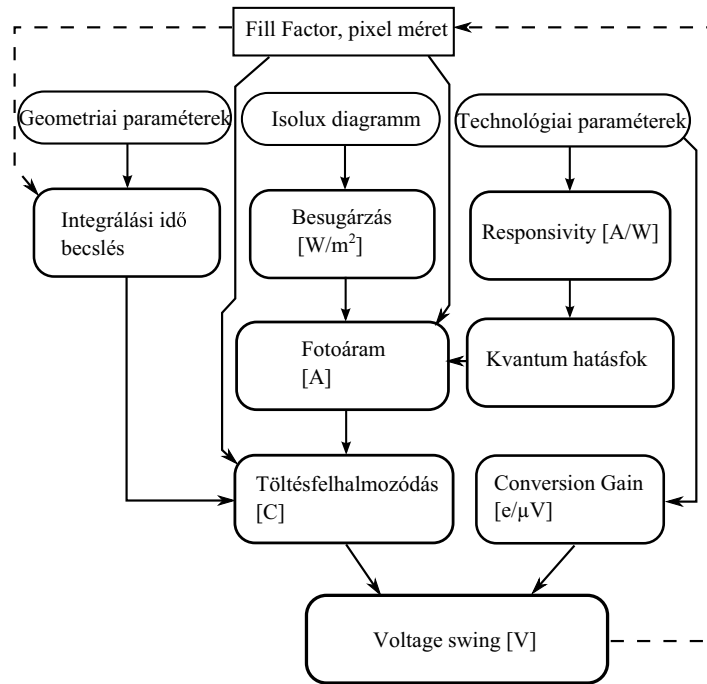 Fill Factor, pixel méret
Geometriai paraméterek
Isolux diagramm
Technológiai paraméterek
Integrálási idő
becslés
Besugárzás
[W/m²]
Responsivity [A/W]
Fotoáram
[A]
Kvantum hatásfok
Töltésfelhalmozódás
[C]
Conversion Gain
[e/µV]
Voltage swing [V]